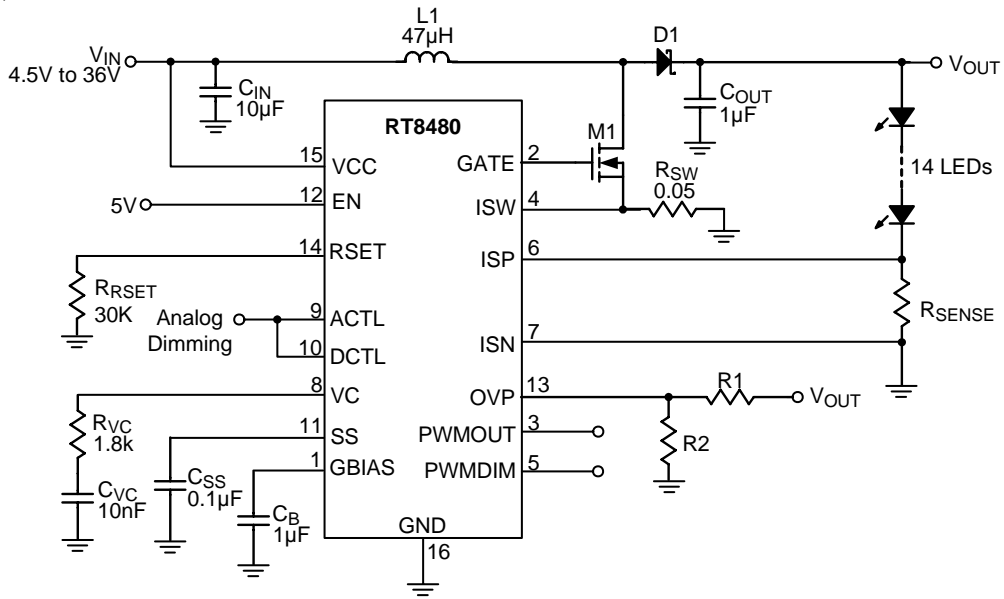 L1
47µH
D1
VIN
4.5V to 36V
VOUT
CIN
10µF
COUT
1µF
RT8480
M1
15
VCC
GATE
2
14 LEDs
RSW
0.05
5V
12
EN
ISW
4
14
RSET
ISP
6
RRSET
30K
RSENSE
Analog
Dimming
9
ACTL
10
DCTL
ISN
7
8
VC
OVP
13
R1
VOUT
RVC
1.8k
11
SS
PWMOUT
3
R2
1
GBIAS
PWMDIM
5
CVC
10nF
CSS
0.1µF
CB
1µF
GND
16